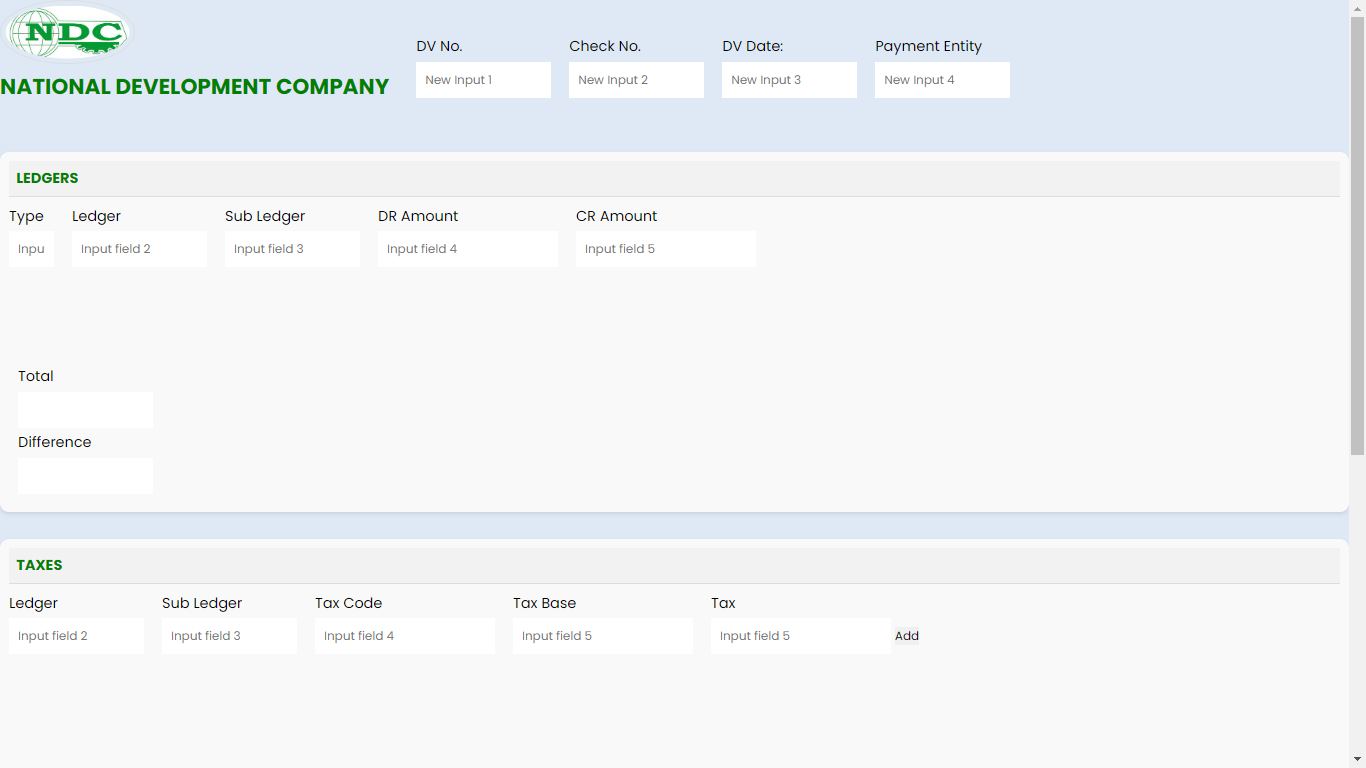 NDC
NATIONAL DEVELOPMENT COMPANY
DV No. Check No. DV Date: Payment Entity
New Input 1 New Input 2 New Input 3 New Input 4
LEDGERS
Type Ledger Sub Ledger DR Amount CR Amount
Inpu Input field 2 Input field 3 Input field 4 Input field 5
Total
Difference
TAXES
Ledger Sub Ledger Tax Code Tax Base Tax
Input field 2 Input field 3 Input field 4 Input field 5 Input field 5 Add